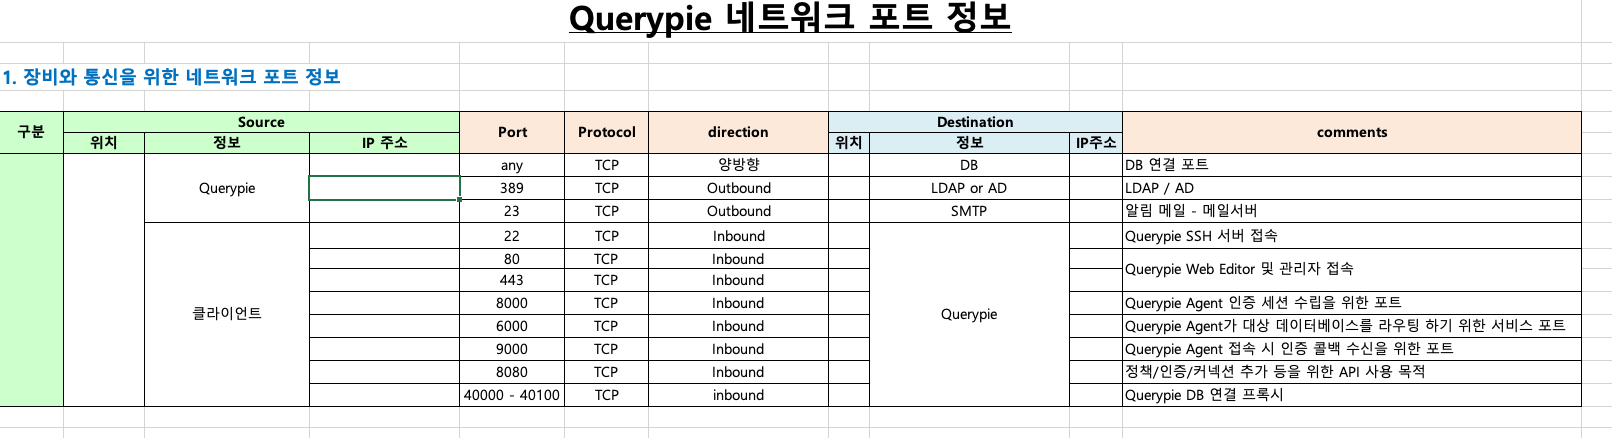 Querypie 네트워크 포트 정보
1. 장비와 통신을 위한 네트워크 포트 정보
구분 Source Port Protocol direction Destination comments
위치 정보 IP 주소 위치 정보 IP주소
Querypie any TCP 양방향 DB DB 연결 포트
389 TCP Outbound LDAP or AD LDAP / AD
23 TCP Outbound SMTP 알림 메일 - 메일서버
클라이언트 22 TCP Inbound Querypie Querypie SSH 서버 접속
80 TCP Inbound Querypie Web Editor 및 관리자 접속
443 TCP Inbound
8000 TCP Inbound Querypie Agent 인증 세션 수립을 위한 포트
6000 TCP Inbound Querypie Agent가 대상 데이터베이스를 라우팅 하기 위한 서비스 포트
9000 TCP Inbound Querypie Agent 접속 시 인증 콜백 수신을 위한 포트
8080 TCP Inbound 정책/인증/커넥션 추가 등을 위한 API 사용 목적
40000 - 40100 TCP inbound Querypie DB 연결 프록시